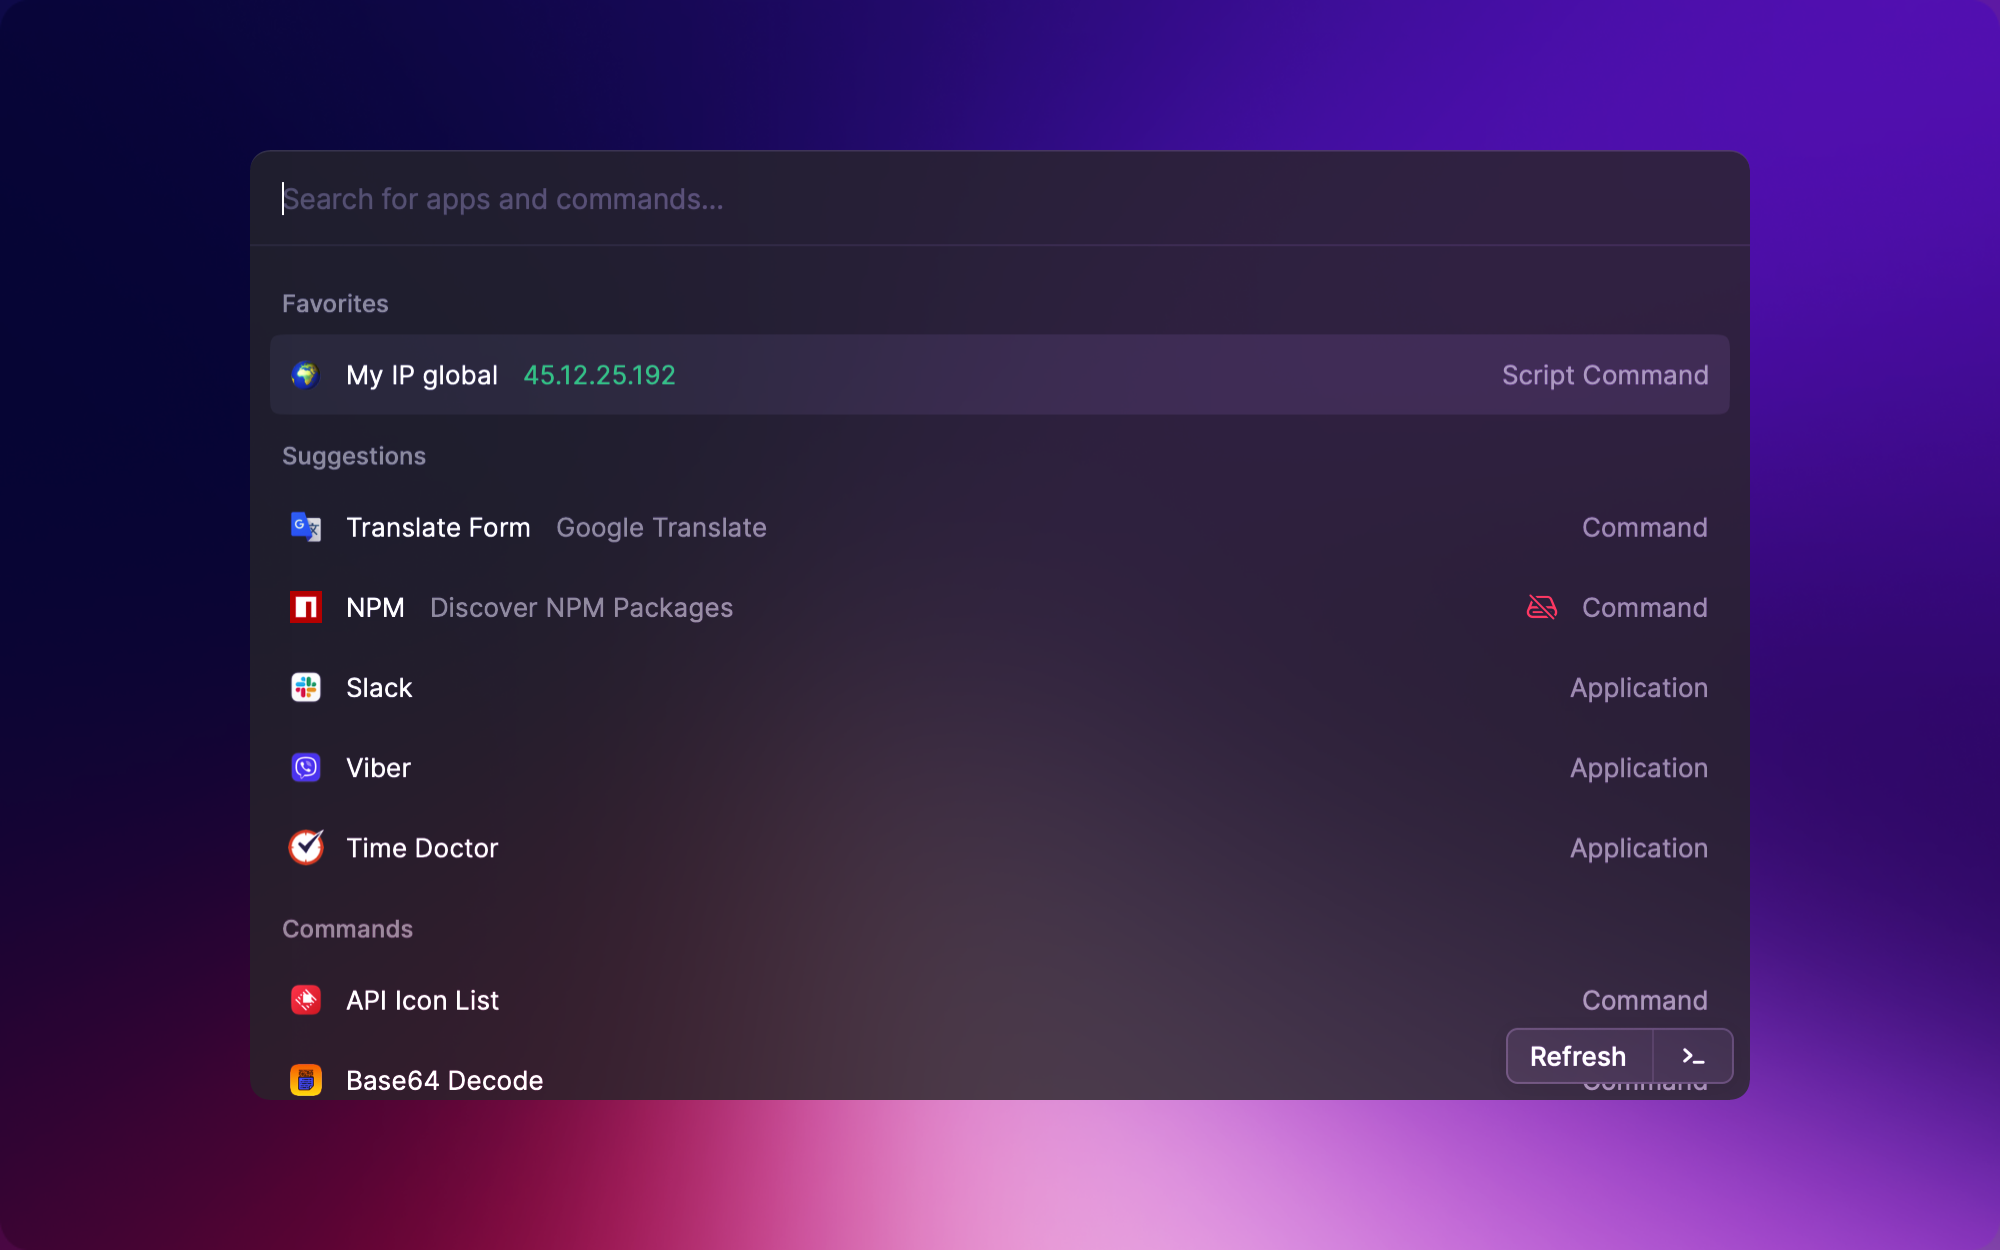 Search for apps and commands...
Favorites
My IP global 45.12.25.192 Script Command
Suggestions
Translate Form Google Translate Command
NPM Discover NPM Packages Command
Slack Application
Viber Application
Time Doctor Application
Commands
API Icon List Command
Refresh >_
Base64 Decode Command